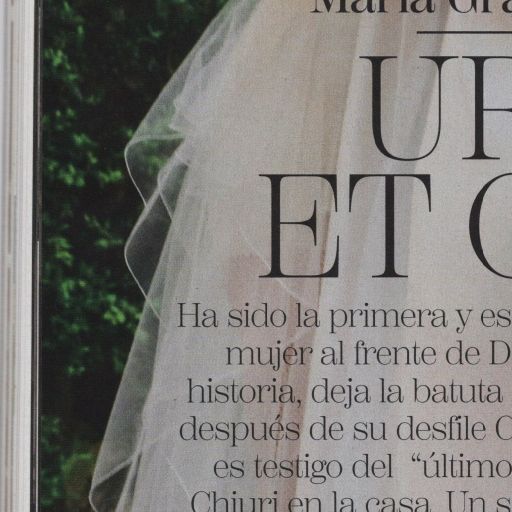 María Gra
UR
ET O
Ha sido la primera y es
mujer al frente de D
historia, deja la batuta
después de su desfile C
es testigo del “último
Chiuri en la casa. Un s